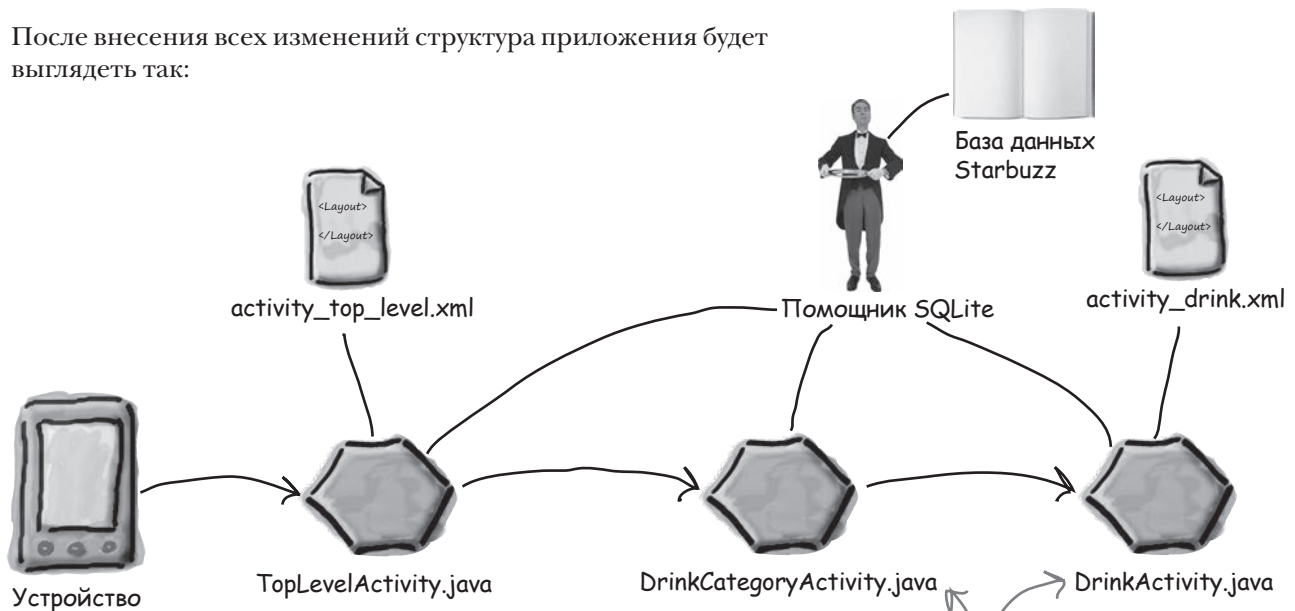 После внесения всех изменений структура приложения будет
выглядеть так:
База данных
Starbuzz
<Layout>
</Layout>
<Layout>
</Layout>
activity_top_level.xml
Помощник SQLite
activity_drink.xml
Устройство
TopLevelActivity.java
DrinkCategoryActivity.java
DrinkActivity.java